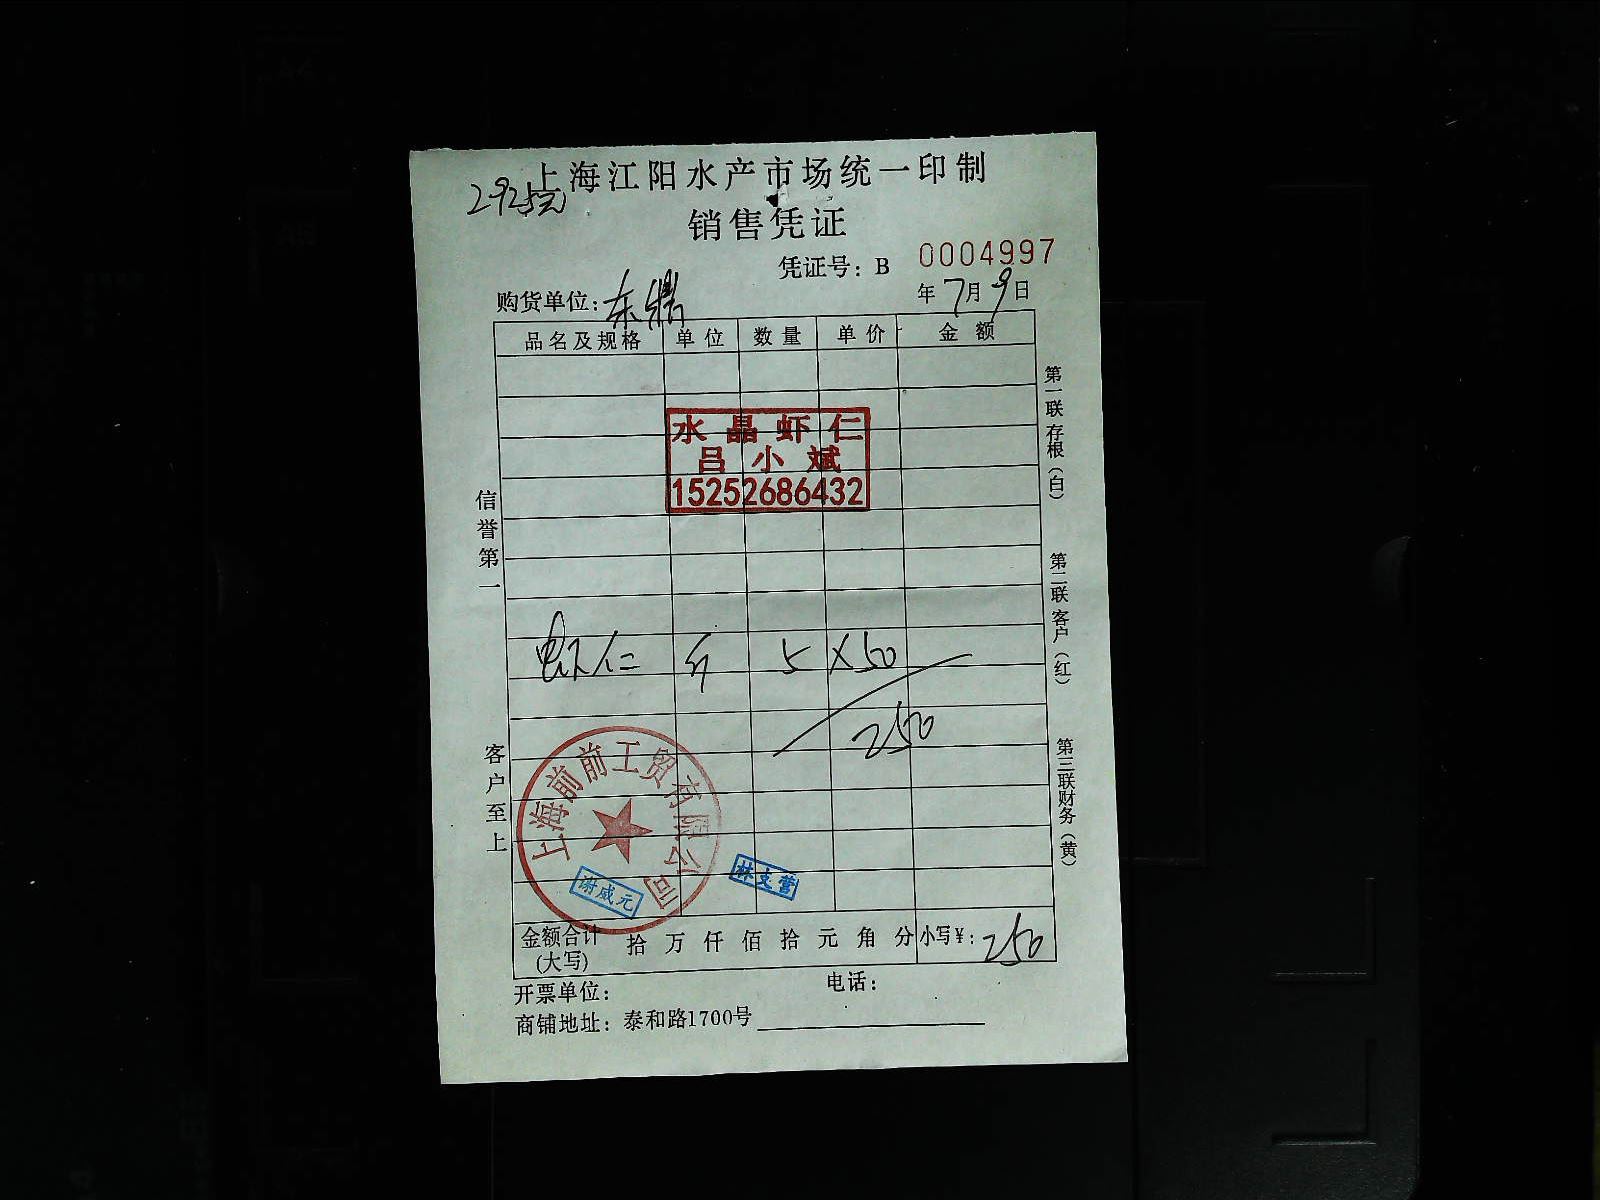 上海江阳水产市场统一印制
2925元
销售凭证
凭证号：B 0004997
购货单位：东鼎
年7月9日
品名及规格 单位 数量 单价 金额
水晶虾仁
吕小斌
15252686432
虾仁 斤 5 X50
250
上海前前工贸有限公司
谢威元
林支营
金额合计(大写) 拾万仟佰拾元角分 小写¥：250
开票单位： 电话：
商铺地址：泰和路1700号
信誉第一
客户至上
第一联存根（白）
第二联客户（红）
第三联财务（黄）